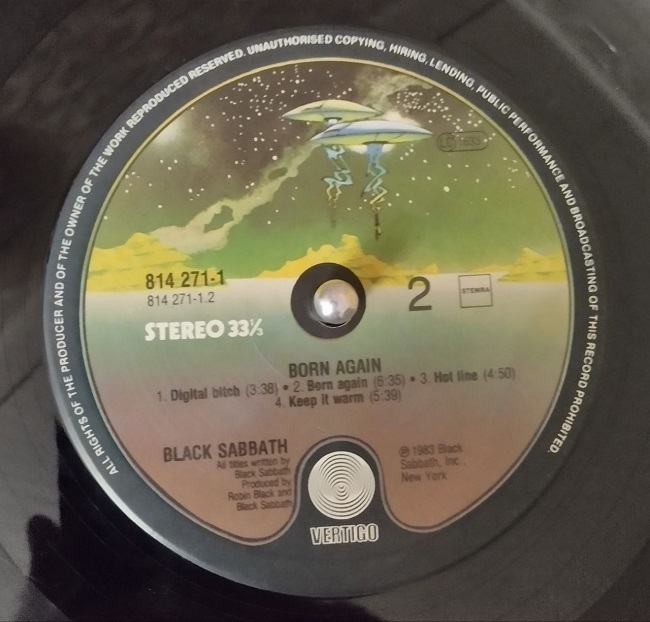 ALL RIGHTS OF THE PRODUCER AND OF THE OWNER OF THE WORK REPRODUCED RESERVED. UNAUTHORISED COPYING, HIRING, LENDING, PUBLIC PERFORMANCE AND BROADCASTING OF THIS RECORD PROHIBITED.
LC 1633
814 271-1
814 271-1.2
2
STEMRA
STEREO 33⅓
BORN AGAIN
1. Digital bitch (3:38) • 2. Born again (6:35) • 3. Hot line (4:50)
4. Keep it warm (5:39)
BLACK SABBATH
All titles written by
Black Sabbath
Produced by
Robin Black and
Black Sabbath
℗ 1983 Black
Sabbath, Inc.,
New York
VERTIGO